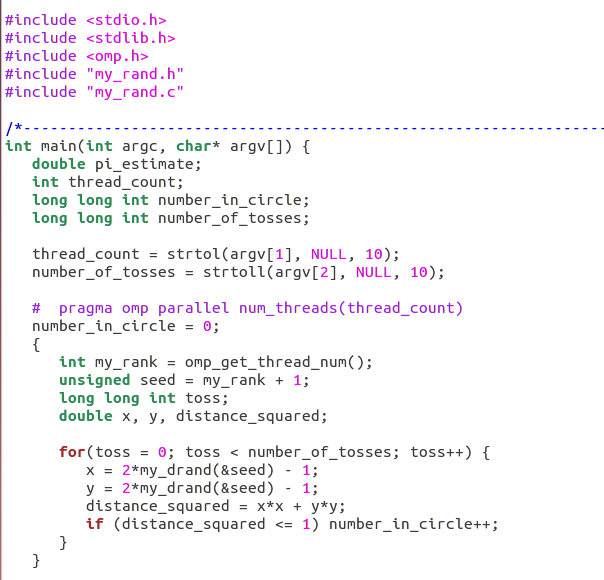 #include <stdio.h>
#include <stdlib.h>
#include <omp.h>
#include "my_rand.h"
#include "my_rand.c"
/*-----------------------------------------------------------------
int main(int argc, char* argv[]) {
double pi_estimate;
int thread_count;
long long int number_in_circle;
long long int number_of_tosses;
thread_count = strtol(argv[1], NULL, 10);
number_of_tosses = strtoll(argv[2], NULL, 10);
#  pragma omp parallel num_threads(thread_count)
number_in_circle = 0;
{
int my_rank = omp_get_thread_num();
unsigned seed = my_rank + 1;
long long int toss;
double x, y, distance_squared;
for(toss = 0; toss < number_of_tosses; toss++) {
x = 2*my_drand(&seed) - 1;
y = 2*my_drand(&seed) - 1;
distance_squared = x*x + y*y;
if (distance_squared <= 1) number_in_circle++;
}
}